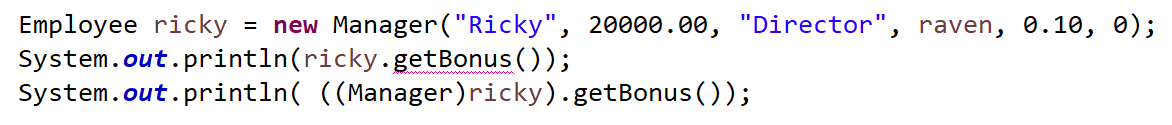 Employee ricky = new Manager("Ricky", 20000.00, "Director", raven, 0.10, 0);
System.out.println(ricky.getBonus());
System.out.println( ((Manager)ricky).getBonus());